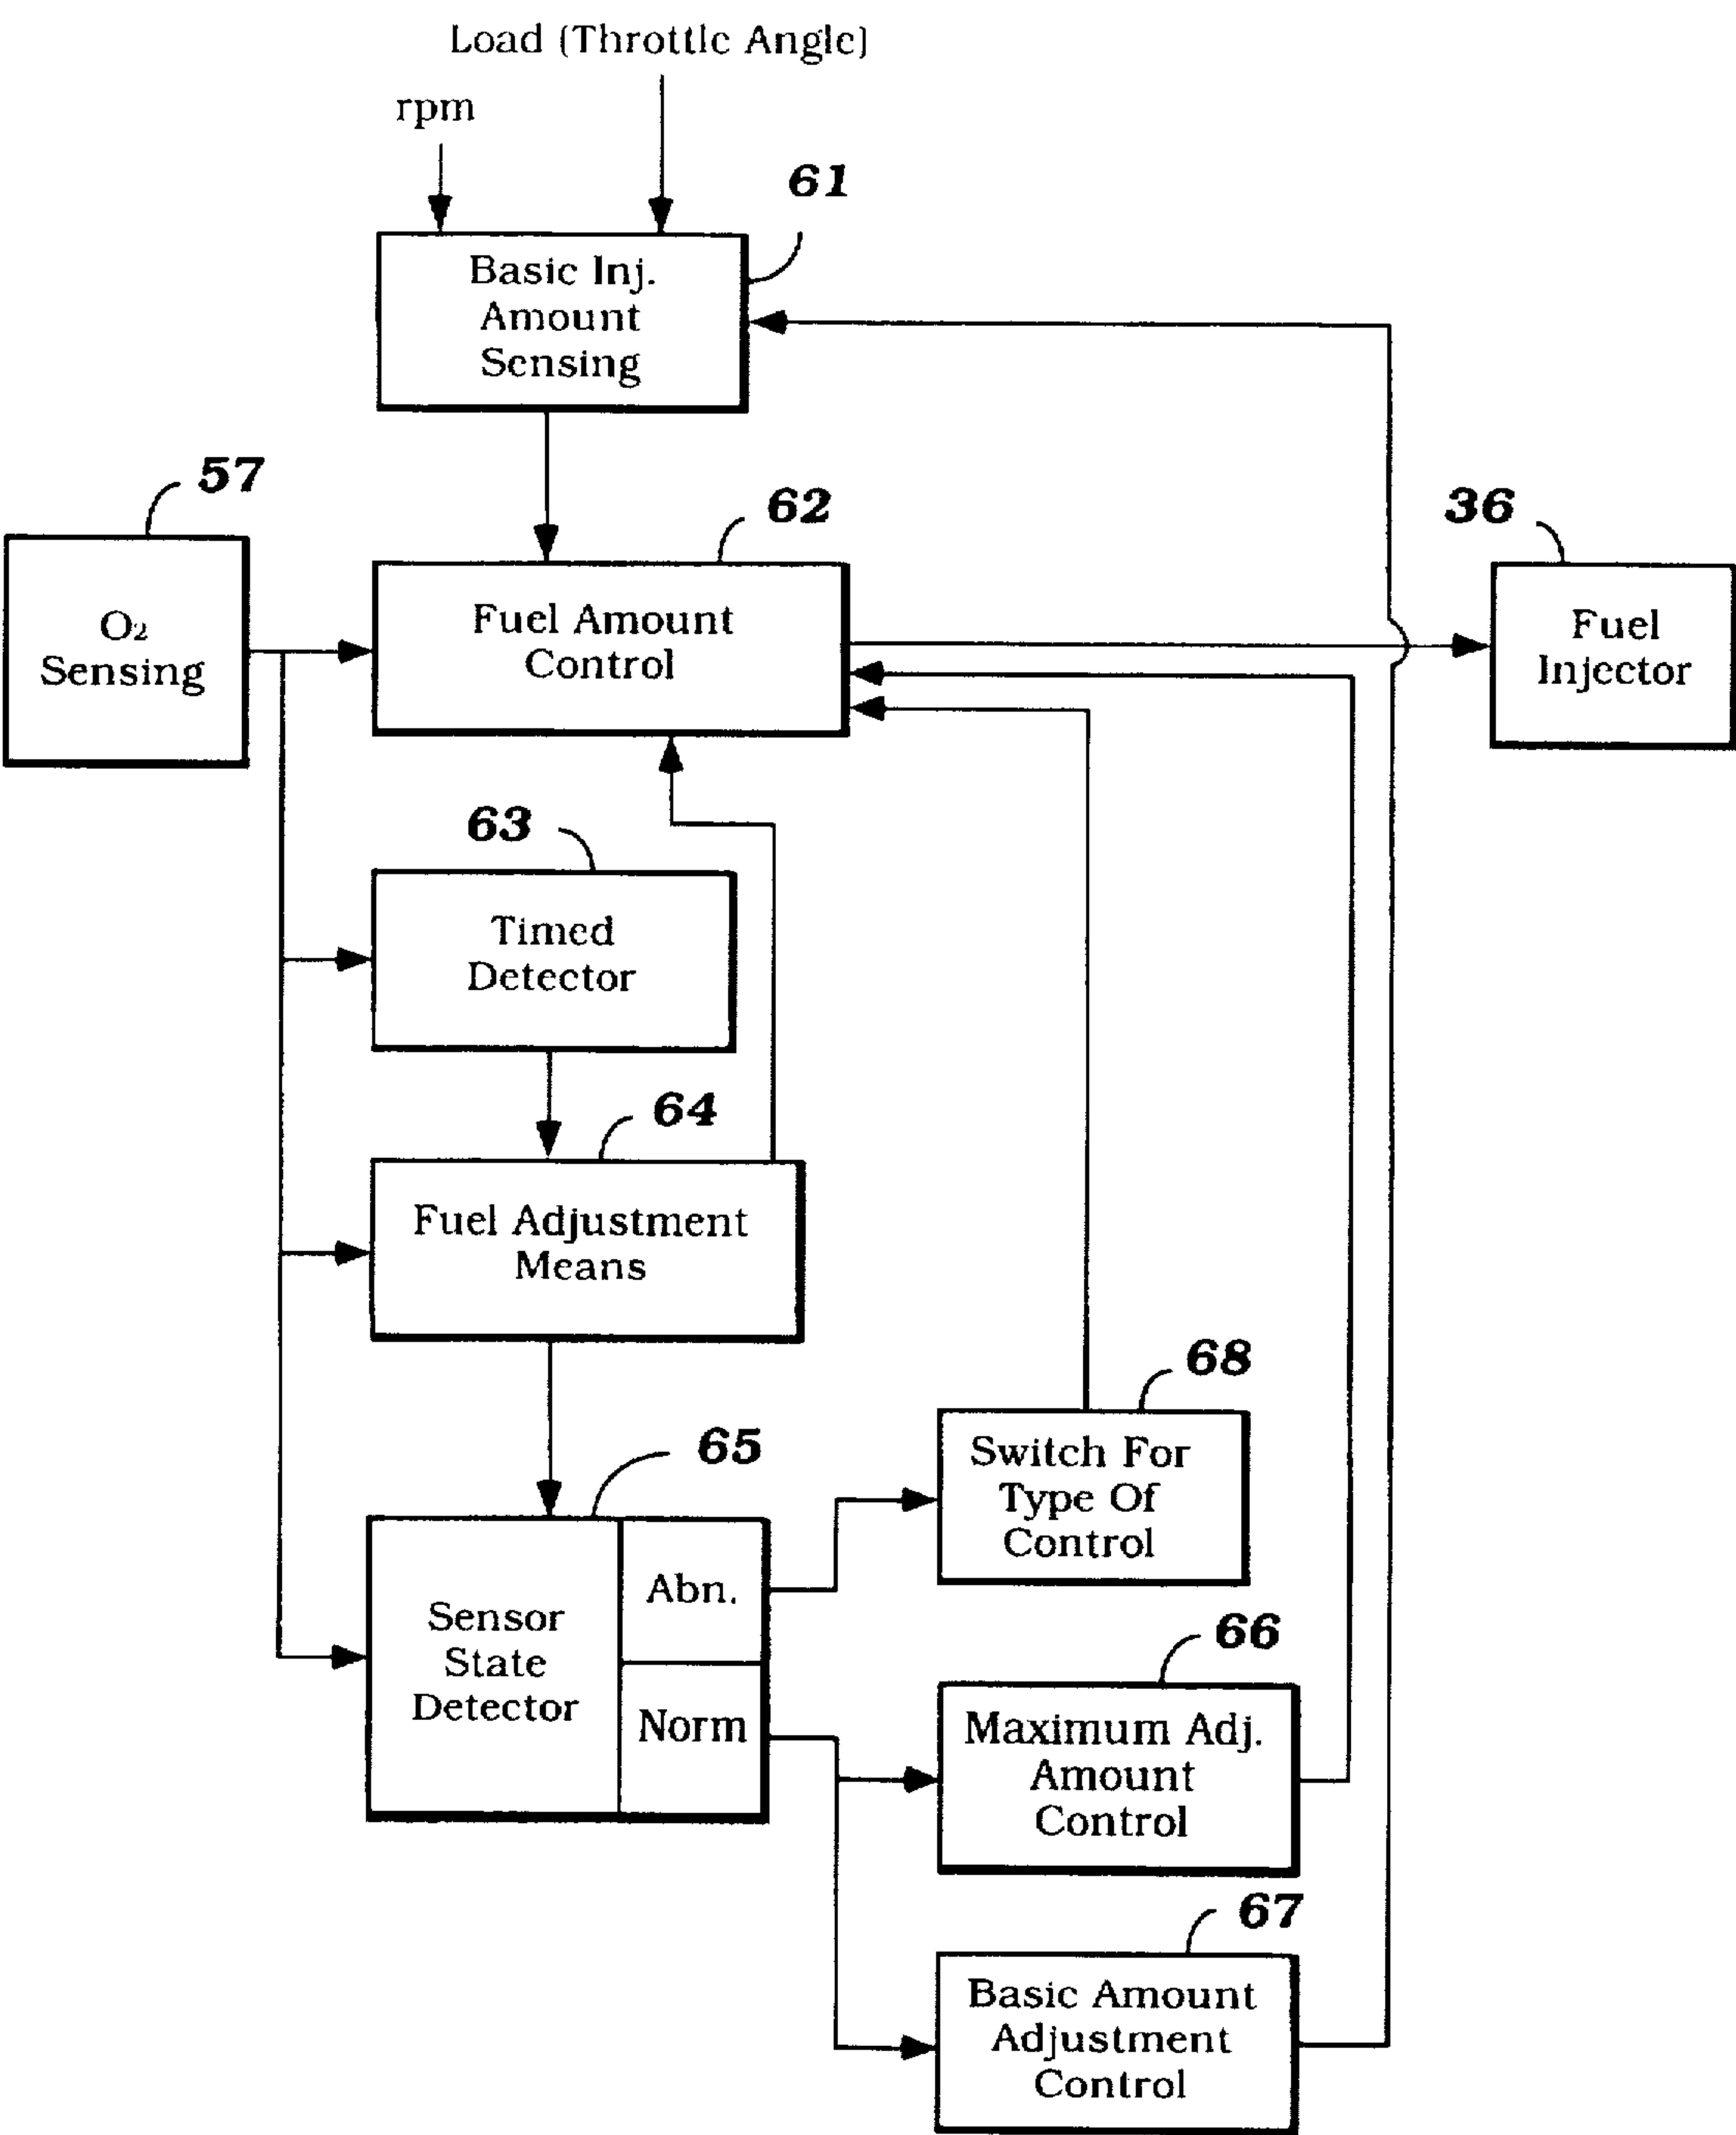 Load (Throttle Angle)
rpm
61
Basic Inj.
Amount
Sensing
57
62
36
O₂
Sensing
Fuel Amount
Control
Fuel
Injector
63
Timed
Detector
64
Fuel Adjustment
Means
68
Switch For
Type Of
Control
65
Sensor
State
Detector
Abn.
Norm
66
Maximum Adj.
Amount
Control
67
Basic Amount
Adjustment
Control